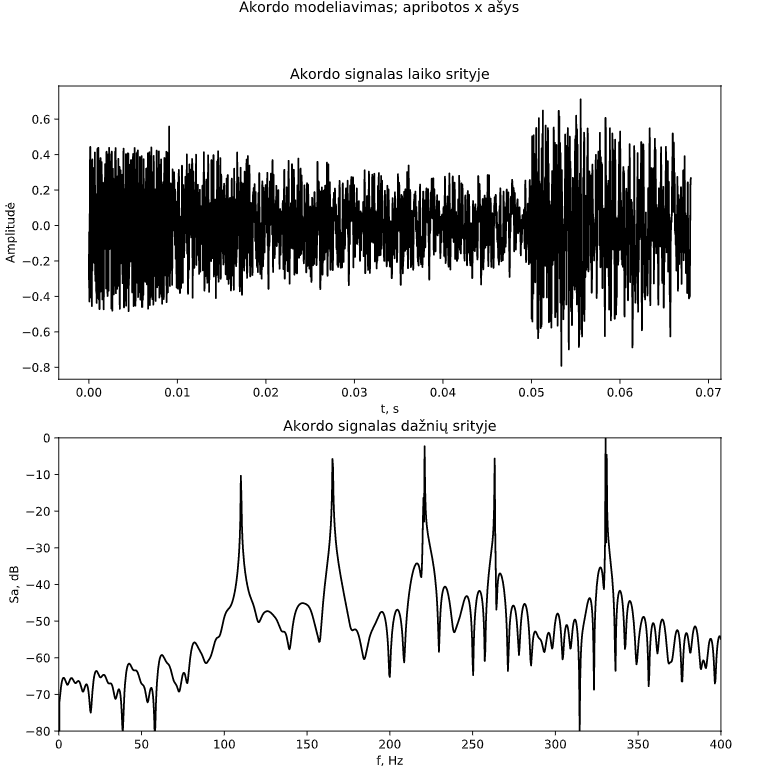 Akordo modeliavimas; apribotos x ašys
Akordo signalas laiko srityje
0.6
0.4
0.2
0.0
−0.2
−0.4
−0.6
−0.8
Amplitudė
0.00 0.01 0.02 0.03 0.04 0.05 0.06 0.07
t, s
Akordo signalas dažnių srityje
0
−10
−20
−30
−40
−50
−60
−70
−80
Sa, dB
0 50 100 150 200 250 300 350 400
f, Hz